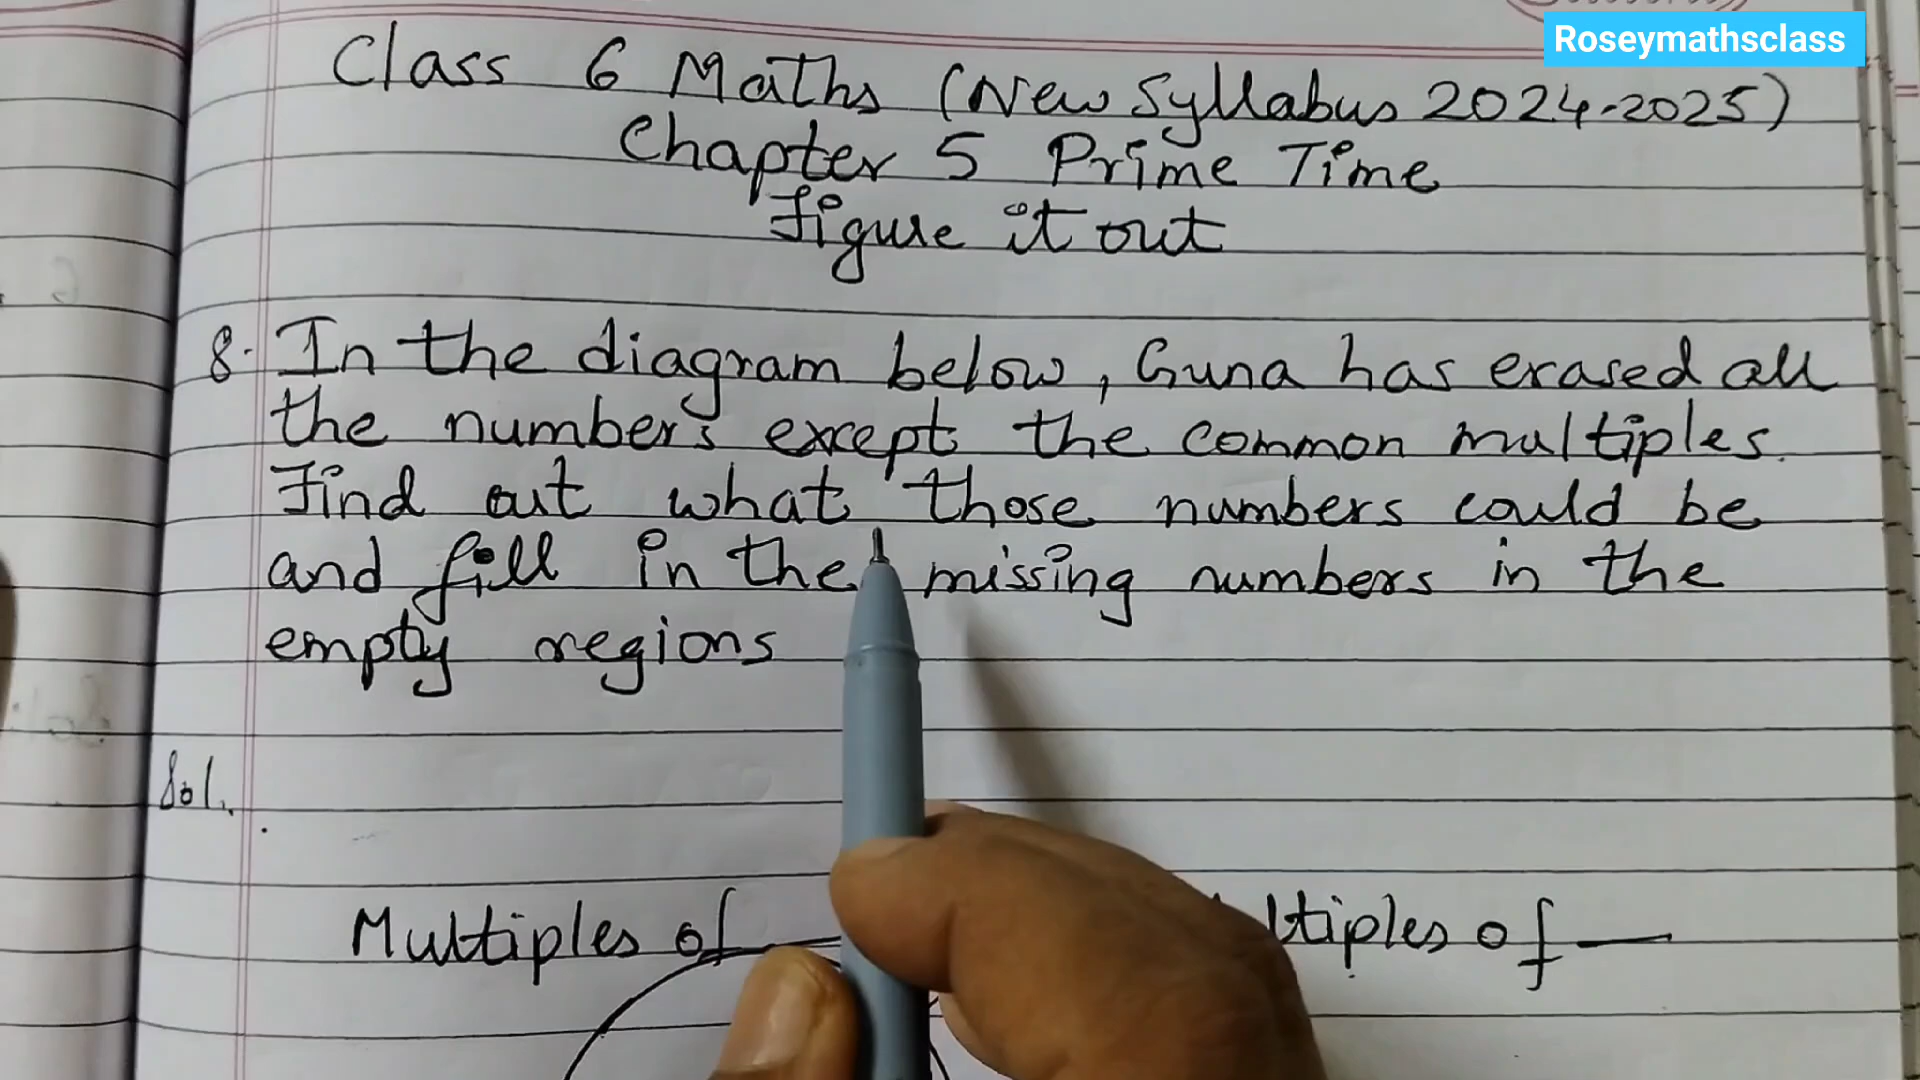 Roseymathsclass
Class 6 Maths (New Syllabus 2024-2025)
Chapter 5 Prime Time
Figure it out
8. In the diagram below, Guna has erased all
the numbers except the common multiples.
Find out what those numbers could be
and fill in the missing numbers in the
empty regions
Sol.
Multiples of ltiples of